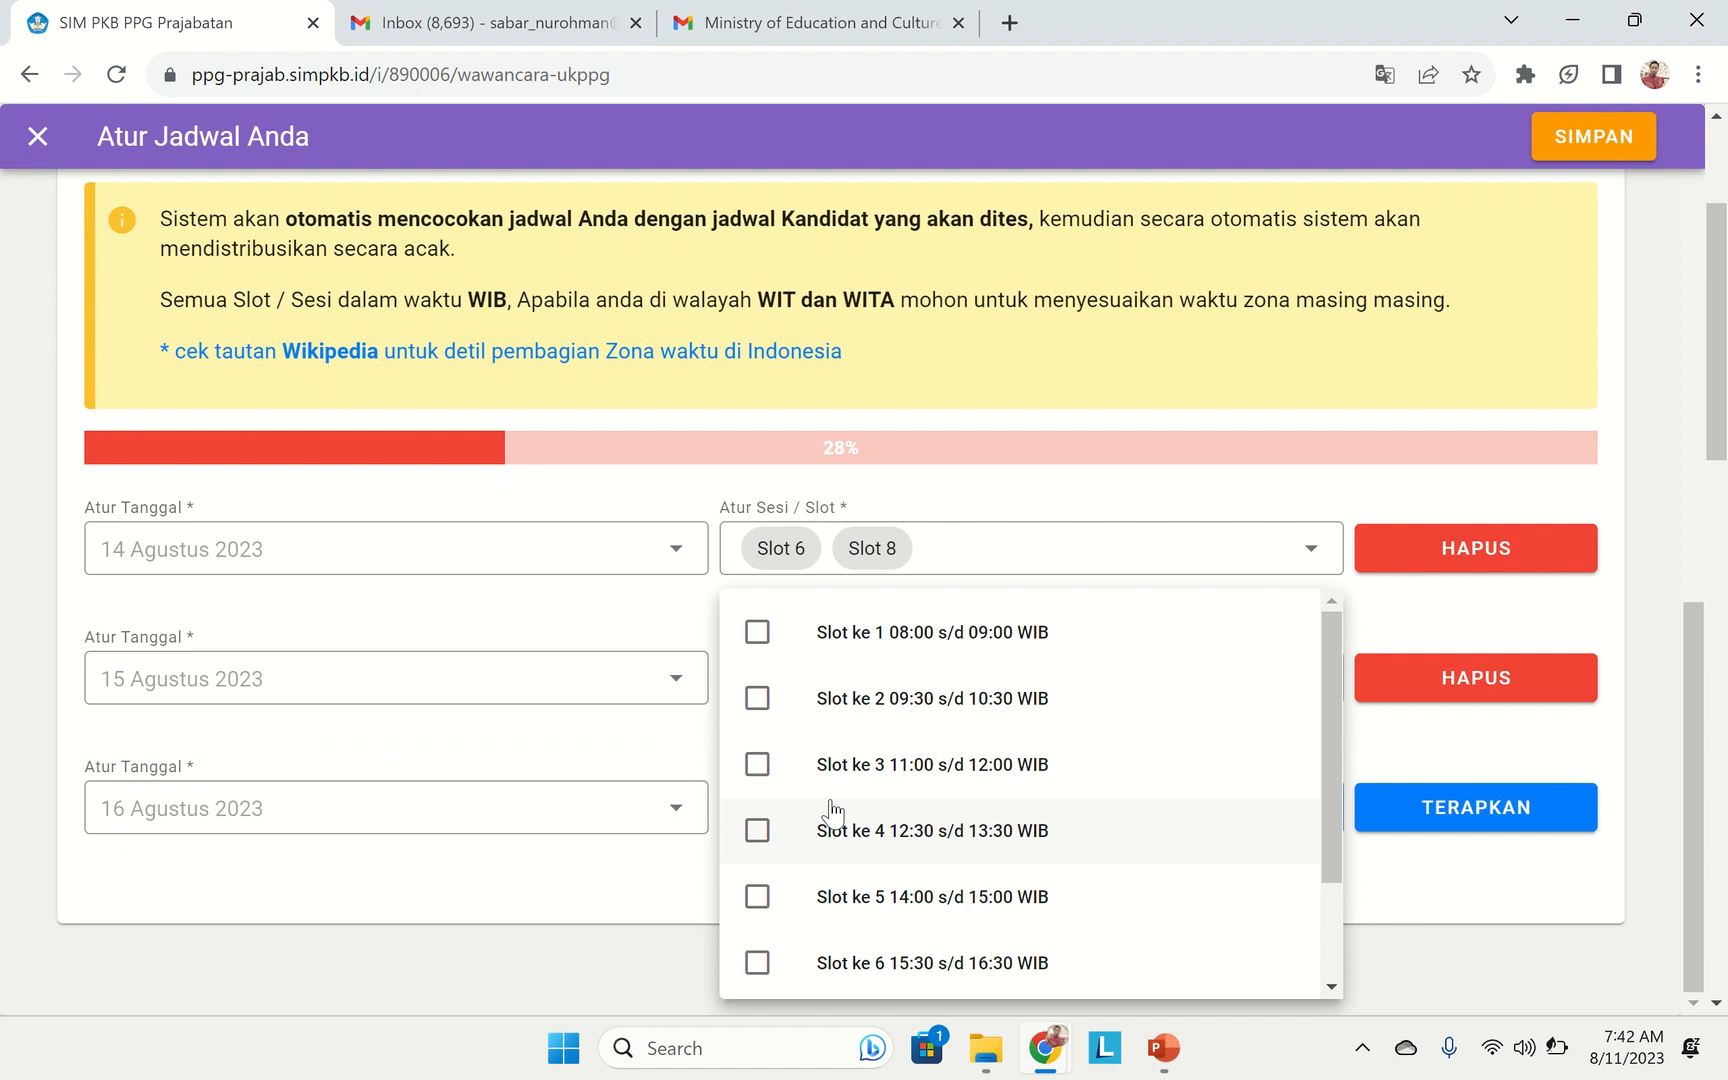 SIM PKB PPG Prajabatan
Inbox (8,693) - sabar_nurohman@
Ministry of Education and Culture
ppg-prajab.simpkb.id/i/890006/wawancara-ukppg
Atur Jadwal Anda
SIMPAN
Sistem akan otomatis mencocokan jadwal Anda dengan jadwal Kandidat yang akan dites, kemudian secara otomatis sistem akan
mendistribusikan secara acak.
Semua Slot / Sesi dalam waktu WIB, Apabila anda di walayah WIT dan WITA mohon untuk menyesuaikan waktu zona masing masing.
* cek tautan Wikipedia untuk detil pembagian Zona waktu di Indonesia
28%
Atur Tanggal *
Atur Sesi / Slot *
14 Agustus 2023
Slot 6
Slot 8
HAPUS
Atur Tanggal *
15 Agustus 2023
HAPUS
Atur Tanggal *
16 Agustus 2023
TERAPKAN
Slot ke 1 08:00 s/d 09:00 WIB
Slot ke 2 09:30 s/d 10:30 WIB
Slot ke 3 11:00 s/d 12:00 WIB
Slot ke 4 12:30 s/d 13:30 WIB
Slot ke 5 14:00 s/d 15:00 WIB
Slot ke 6 15:30 s/d 16:30 WIB
Search
1
L
P
7:42 AM
8/11/2023